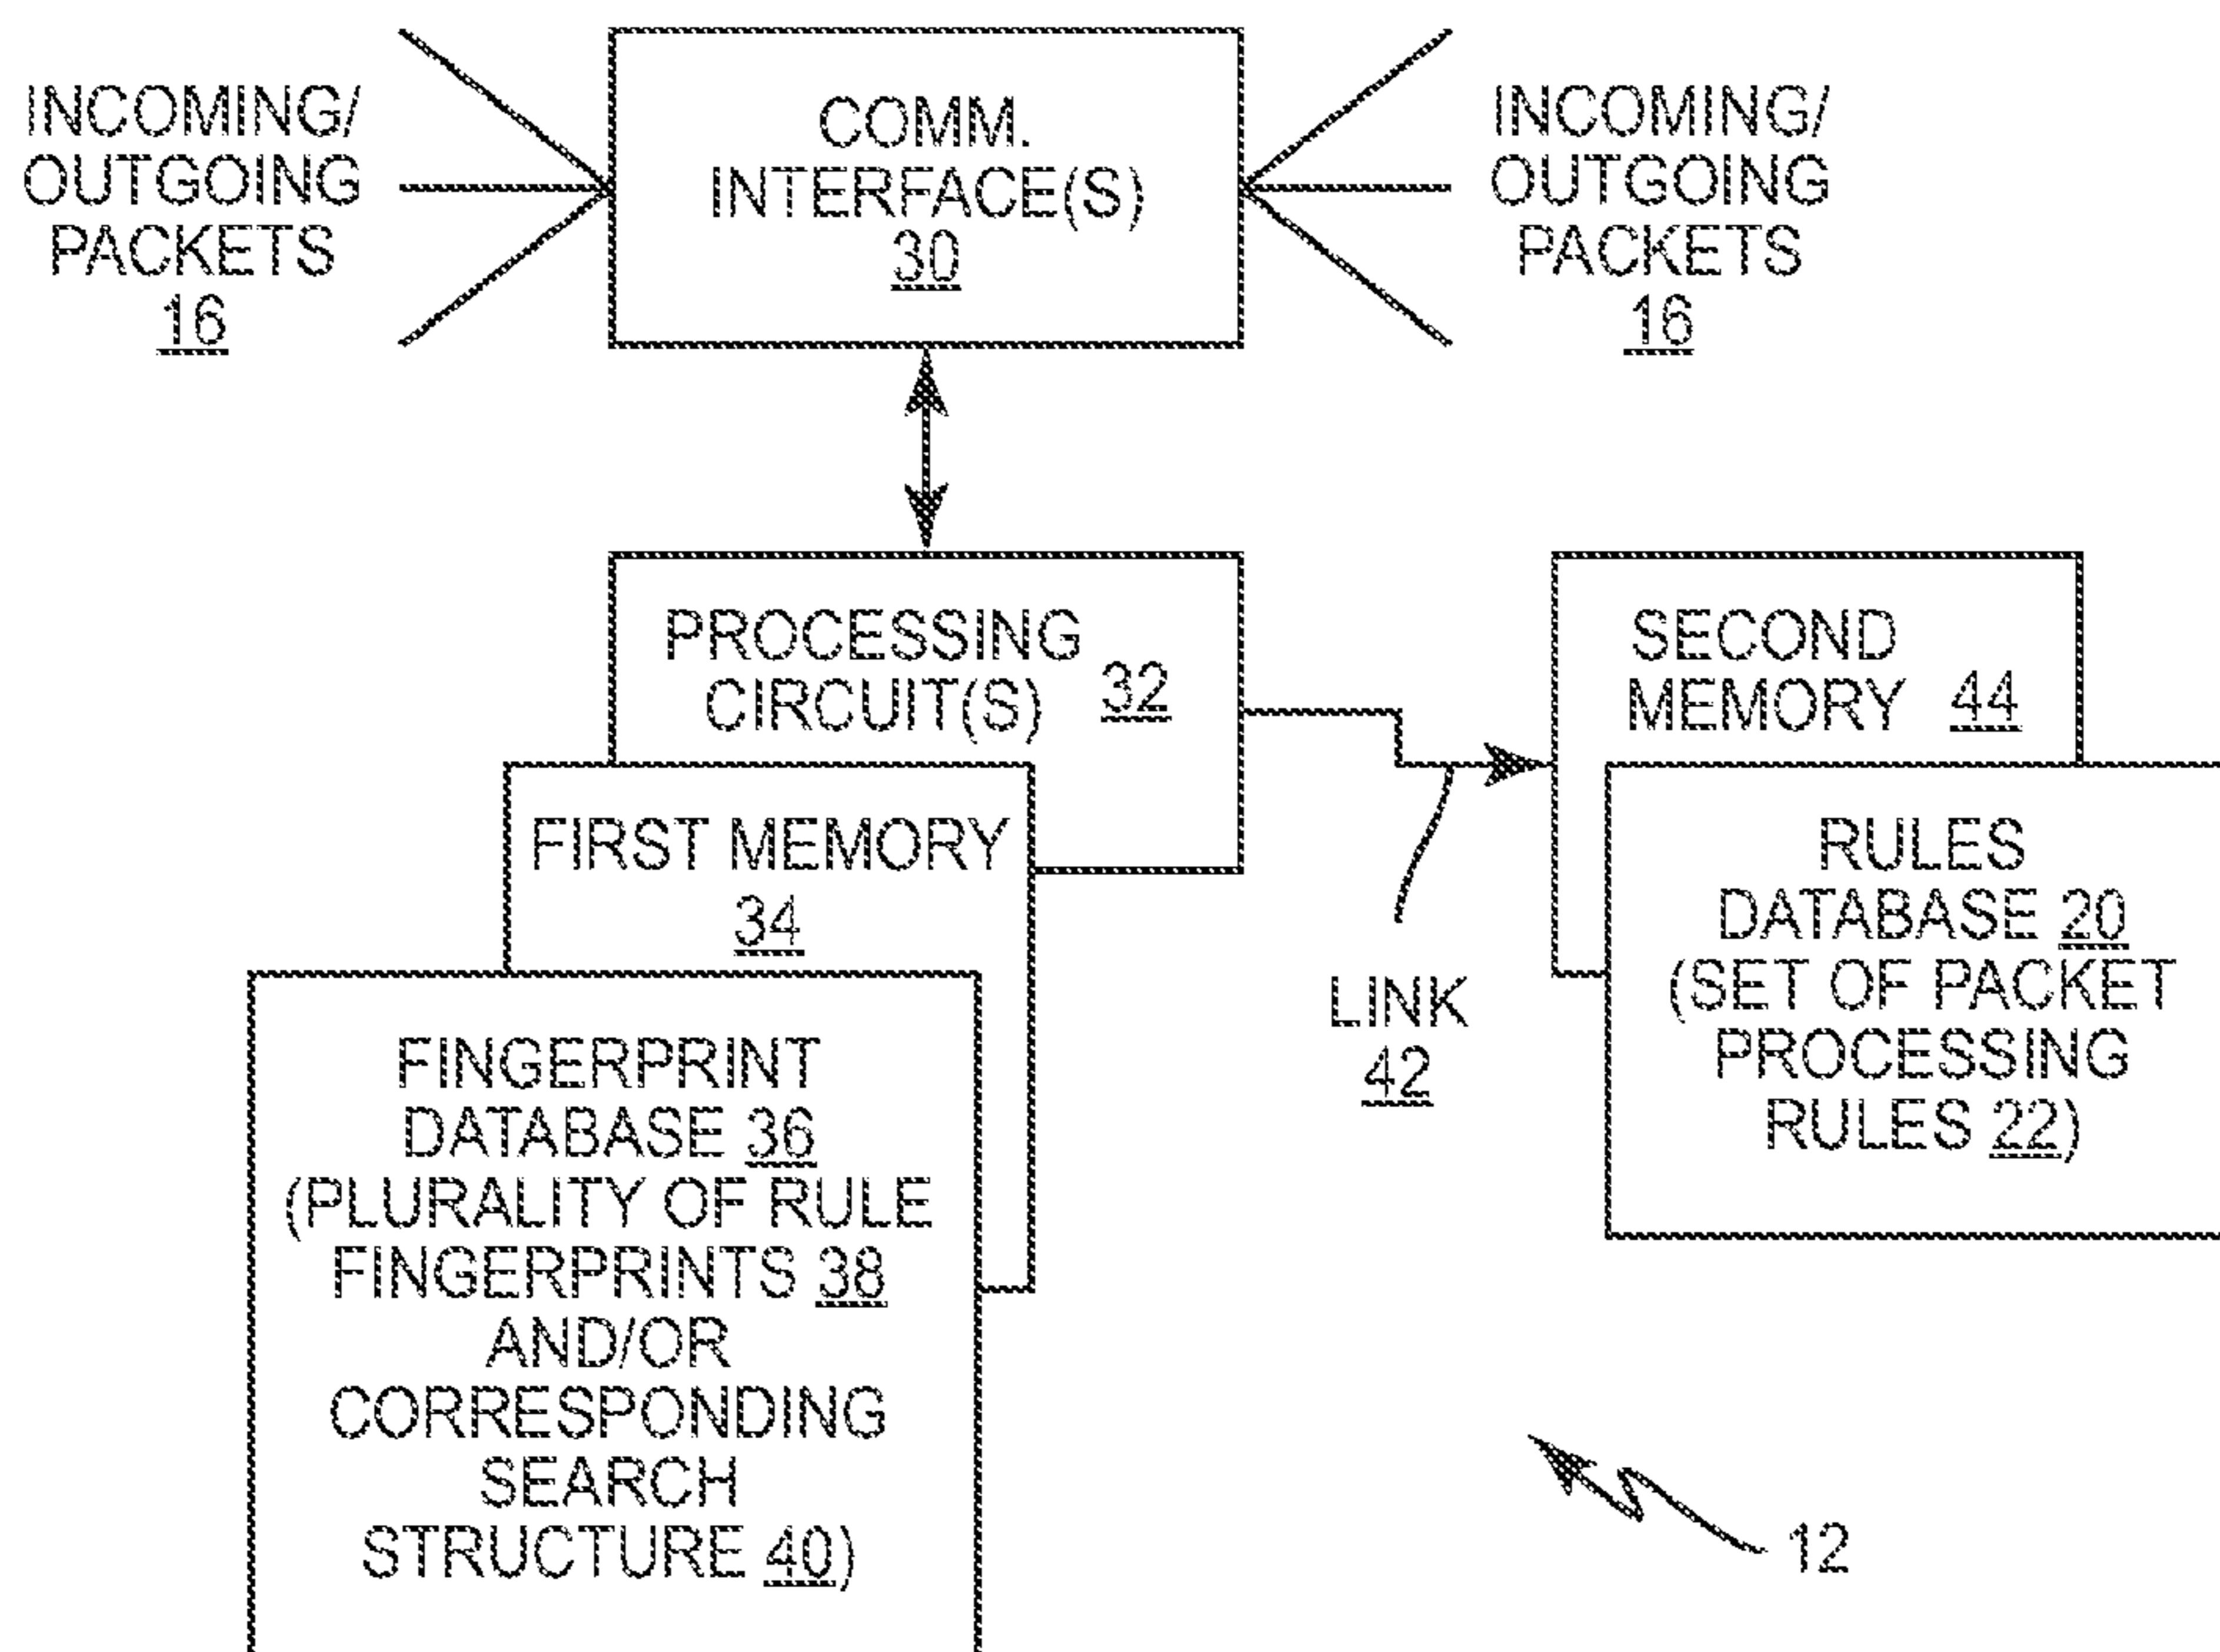 INCOMING/
OUTGOING
PACKETS
16
COMM.
INTERFACE(S)
30
INCOMING/
OUTGOING
PACKETS
16
PROCESSING
CIRCUIT(S) 32
SECOND
MEMORY 44
FIRST MEMORY
34
RULES
DATABASE 20
(SET OF PACKET
PROCESSING
RULES 22)
LINK
42
FINGERPRINT
DATABASE 36
(PLURALITY OF RULE
FINGERPRINTS 38
AND/OR
CORRESPONDING
SEARCH
STRUCTURE 40)
12